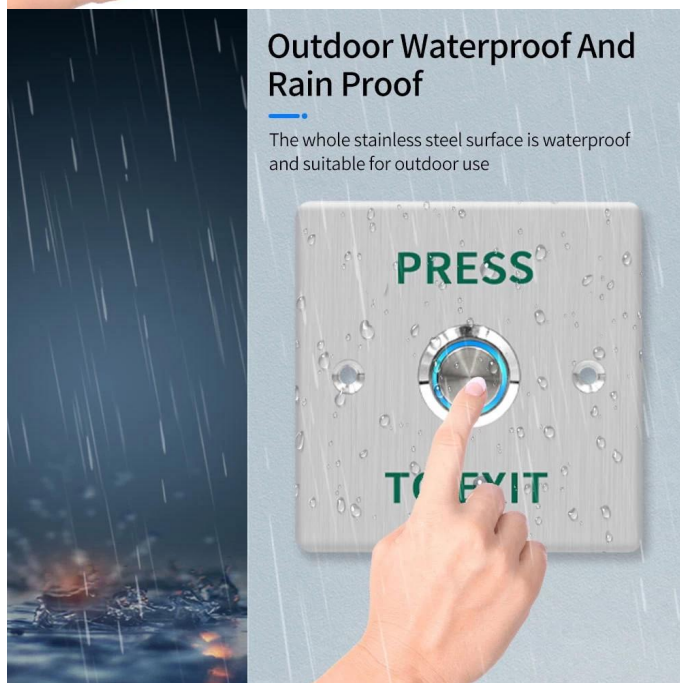 Outdoor Waterproof And
Rain Proof
The whole stainless steel surface is waterproof
and suitable for outdoor use
PRESS
TO EXIT